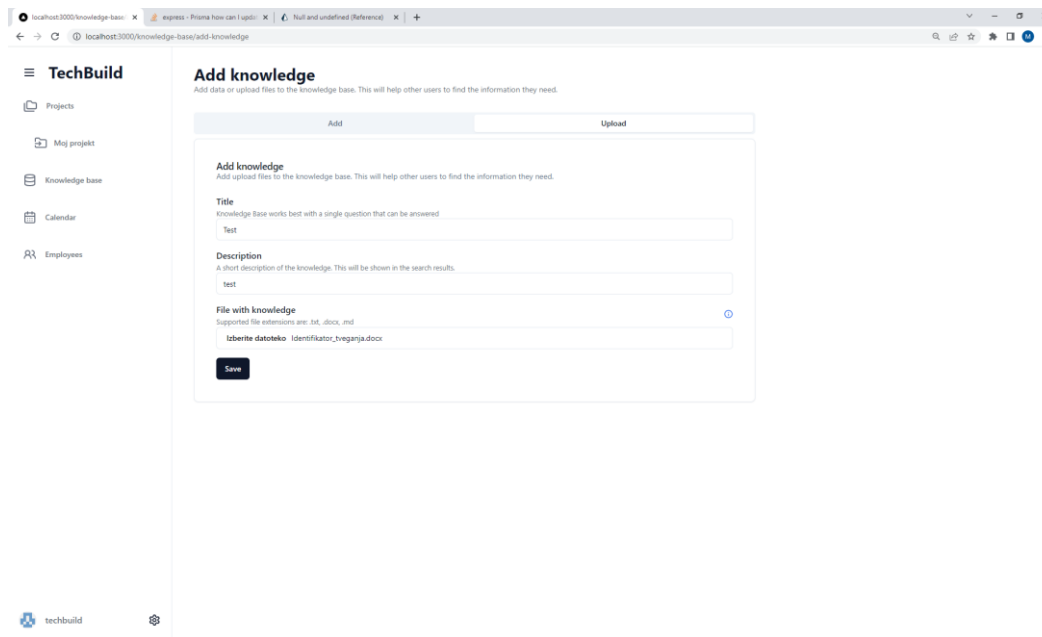 localhost:3000/knowledge-base/
express - Prisma how can I updat
Null and undefined (Reference)
localhost:3000/knowledge-base/add-knowledge
M
TechBuild
Projects
Moj projekt
Knowledge base
Calendar
Employees
techbuild
Add knowledge
Add data or upload files to the knowledge base. This will help other users to find the information they need.
Add
Upload
Add knowledge
Add upload files to the knowledge base. This will help other users to find the information they need.
Title
Knowledge Base works best with a single question that can be answered
Test
Description
A short description of the knowledge. This will be shown in the search results.
test
File with knowledge
Supported file extensions are: .txt, .docx, .md
Izberite datoteko Identifikator_tveganja.docx
Save